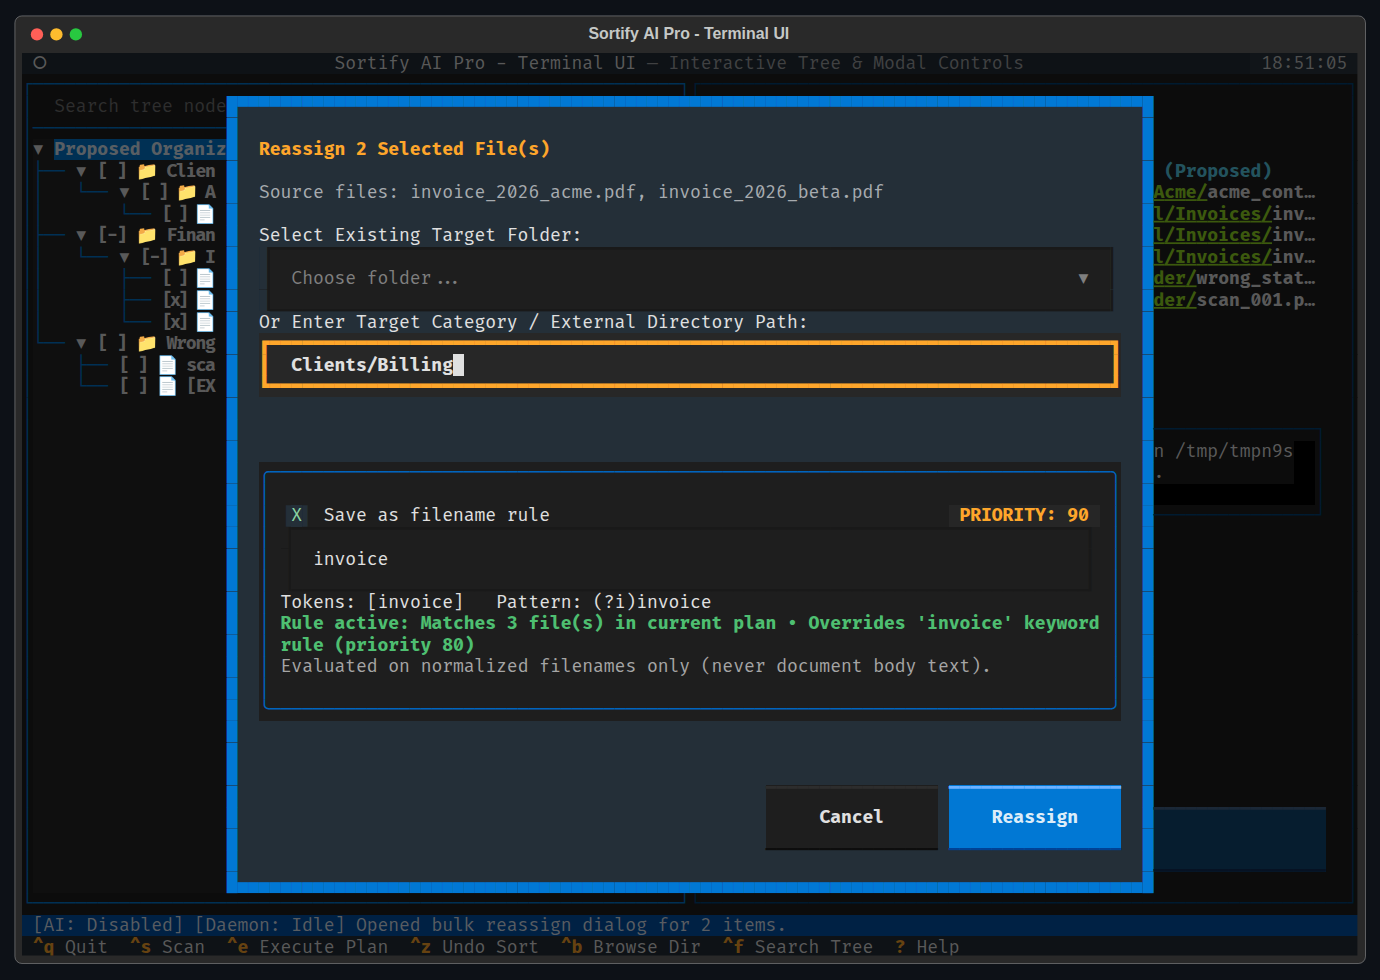 Sortify AI Pro - Terminal UI
Sortify AI Pro – Terminal UI — Interactive Tree & Modal Controls
18:51:05
Search tree node
▼ Proposed Organiz
▼ [ ] 📁 Clien
▼ [ ] 📁 A
[ ] 📄
▼ [-] 📁 Finan
▼ [-] 📁 I
[ ] 📄
[x] 📄
[x] 📄
▼ [ ] 📁 Wrong
[ ] 📄 sca
[ ] 📄 [EX
Reassign 2 Selected File(s)
Source files: invoice_2026_acme.pdf, invoice_2026_beta.pdf
Select Existing Target Folder:
Choose folder... ▼
Or Enter Target Category / External Directory Path:
Clients/Billing
X Save as filename rule
PRIORITY: 90
invoice
Tokens: [invoice] Pattern: (?i)invoice
Rule active: Matches 3 file(s) in current plan • Overrides 'invoice' keyword
rule (priority 80)
Evaluated on normalized filenames only (never document body text).
Cancel
Reassign
(Proposed)
Acme/acme_cont…
l/Invoices/inv…
l/Invoices/inv…
l/Invoices/inv…
der/wrong_stat…
der/scan_001.p…
n /tmp/tmpn9s
.
[AI: Disabled] [Daemon: Idle] Opened bulk reassign dialog for 2 items.
^q Quit ^s Scan ^e Execute Plan ^z Undo Sort ^b Browse Dir ^f Search Tree ? Help